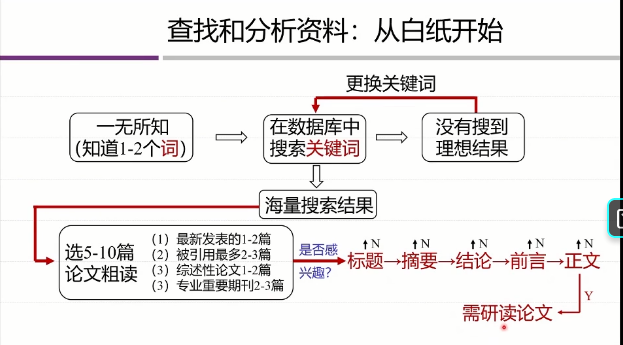 查找和分析资料：从白纸开始
更换关键词
一无所知
(知道1-2个词)
在数据库中
搜索关键词
没有搜到
理想结果
海量搜索结果
选5-10篇
论文粗读
（1）最新发表的1-2篇
（2）被引用最多2-3篇
（3）综述性论文1-2篇
（3）专业重要期刊2-3篇
是否感
兴趣？
N N N N N
标题→摘要→结论→前言→正文
Y
需研读论文